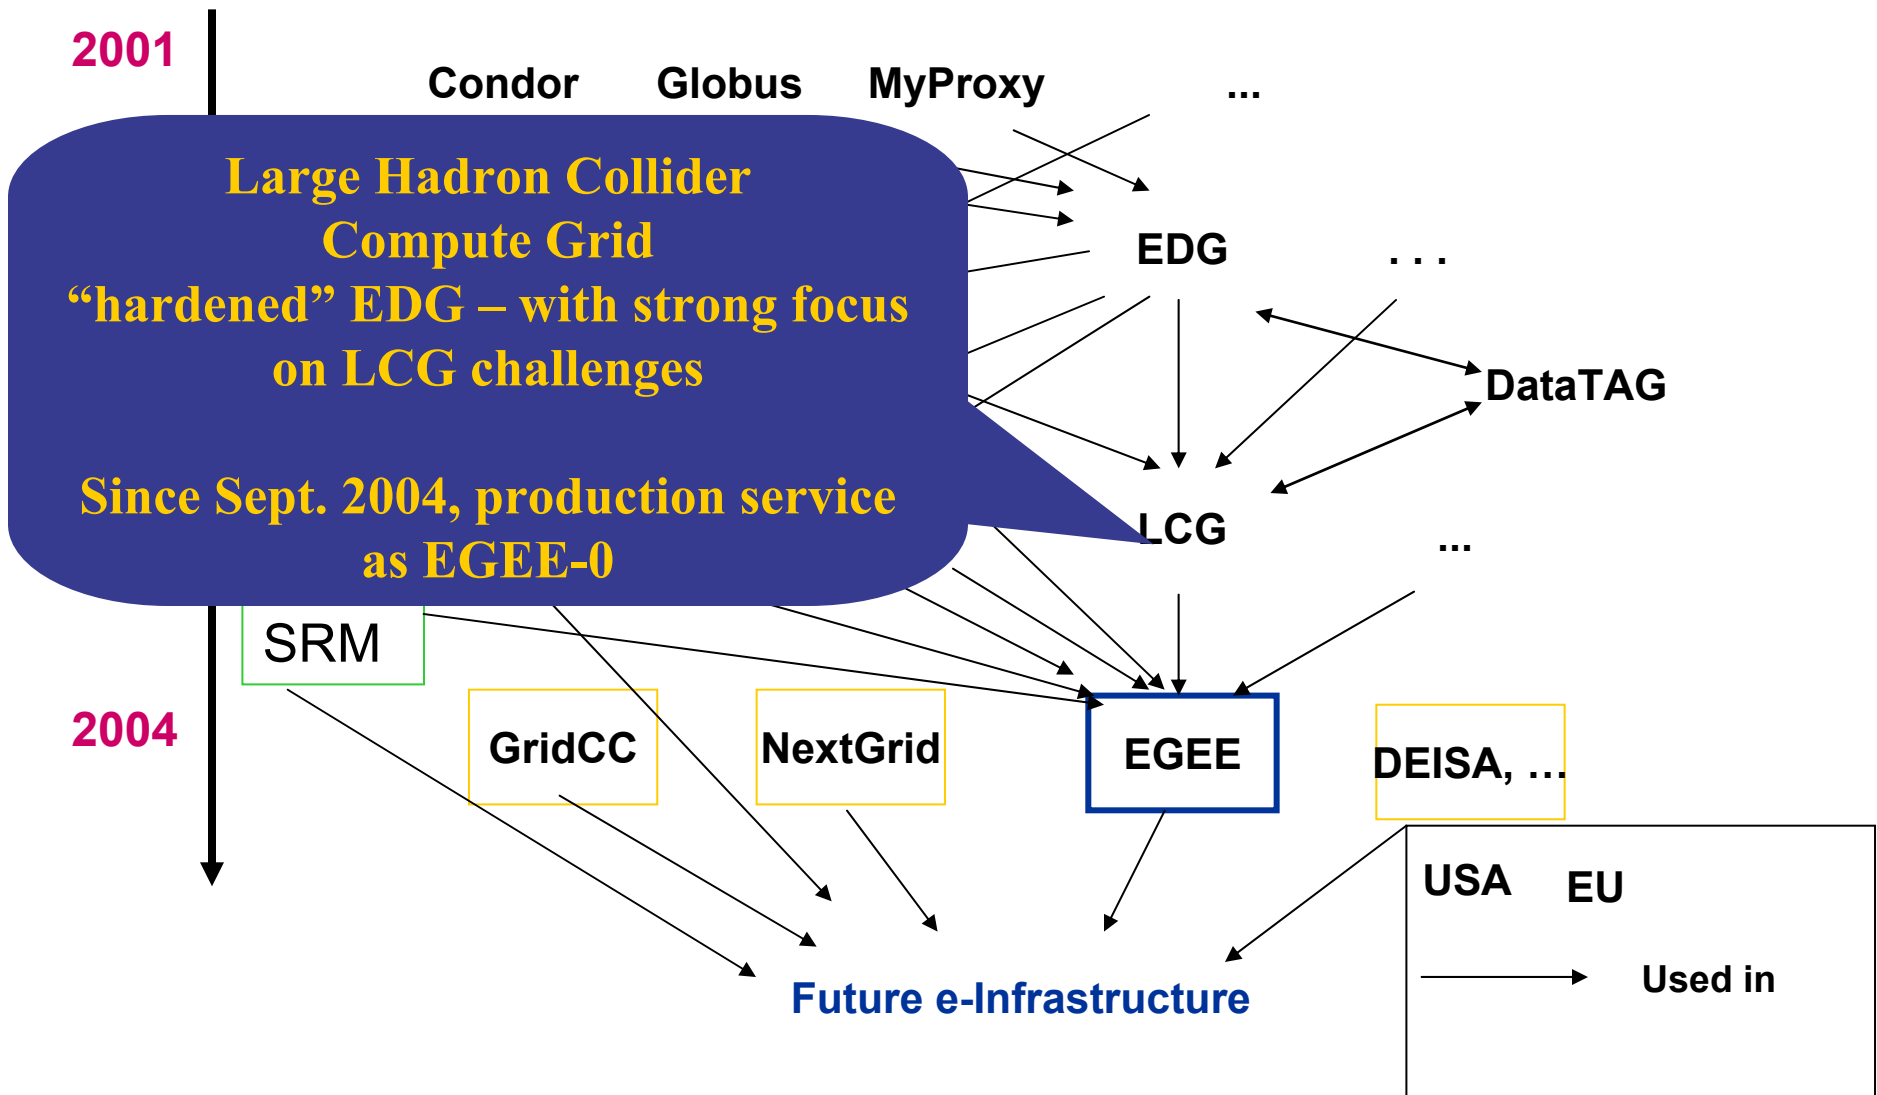 2001
Condor Globus MyProxy ...
Large Hadron Collider
Compute Grid
“hardened” EDG – with strong focus
on LCG challenges
Since Sept. 2004, production service
as EGEE-0
EDG . . .
DataTAG
LCG
...
SRM
2004
GridCC
NextGrid
EGEE
DEISA, ...
USA EU
Used in
Future e-Infrastructure